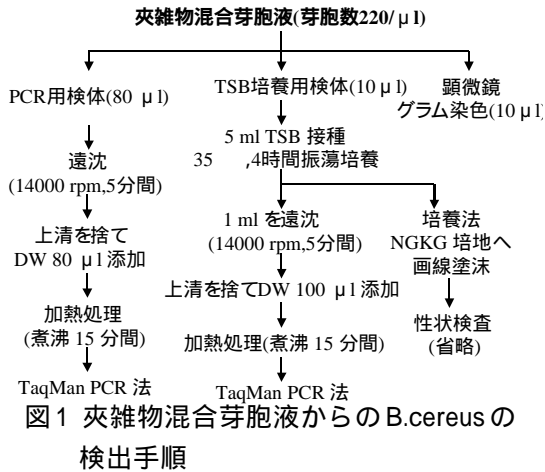 夾雑物混合芽胞液(芽胞数220/μl)
PCR用検体(80 μl)
遠沈
(14000 rpm,5分間)
上清を捨て
DW 80 μl 添加
加熱処理
(煮沸 15 分間)
TaqMan PCR 法
TSB培養用検体(10 μl)
5 ml TSB 接種
35 ,4時間振蕩培養
1 ml を遠沈
(14000 rpm,5分間)
上清を捨てDW 100 μl 添加
加熱処理(煮沸 15 分間)
TaqMan PCR 法
培養法
NGKG 培地へ
画線塗沫
性状検査
(省略)
顕微鏡
グラム染色(10 μl)
図1 夾雑物混合芽胞液からのB.cereusの
検出手順